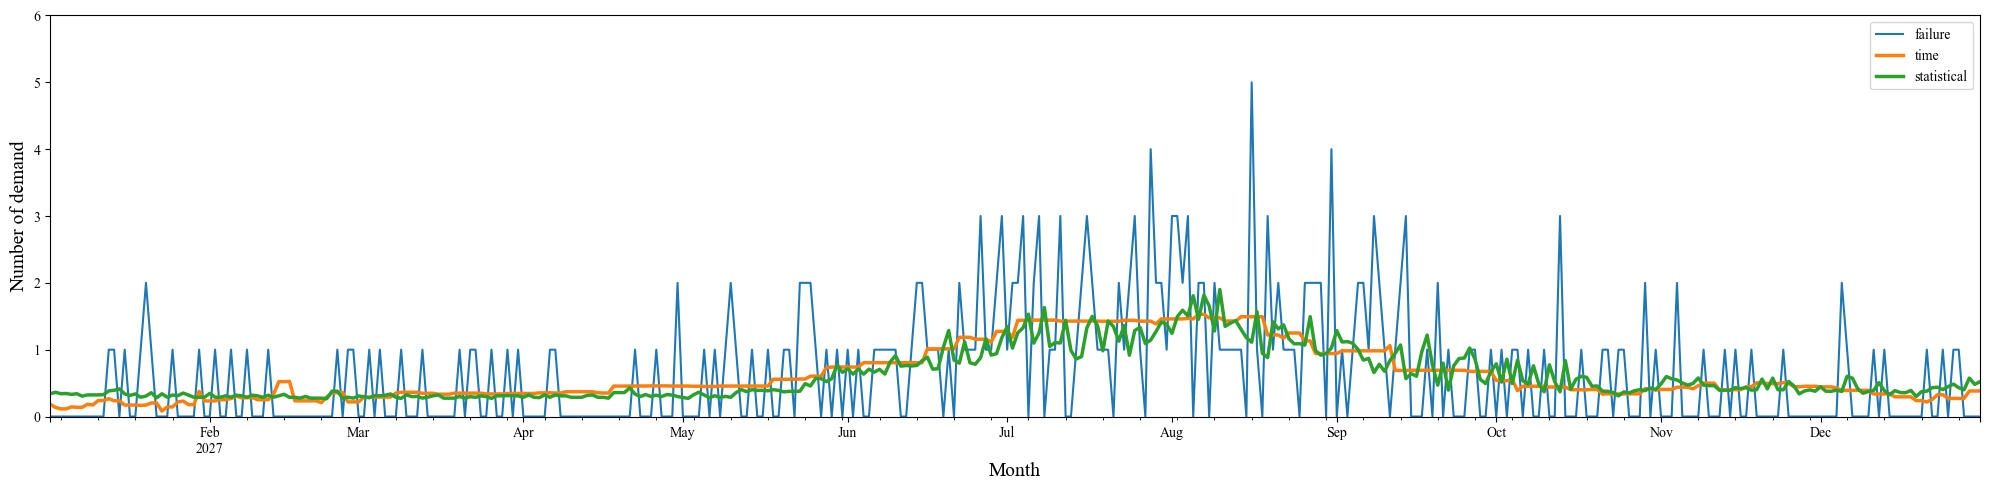 Number of demand
6
5
4
3
2
1
0
failure
time
statistical
Feb Mar Apr May Jun Jul Aug Sep Oct Nov Dec
2027
Month